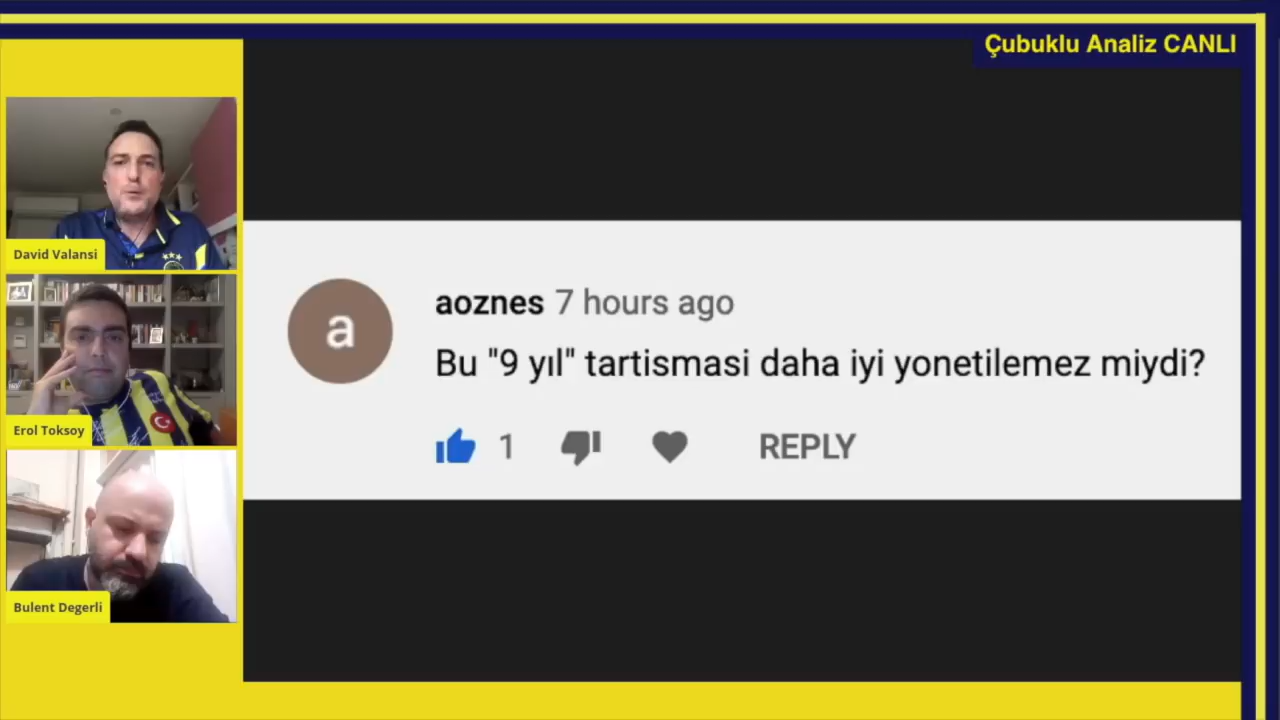 Çubuklu Analiz CANLI
David Valansi
Erol Toksoy
Bulent Degerli
a
aoznes 7 hours ago
Bu "9 yıl" tartismasi daha iyi yonetilemez miydi?
1 REPLY